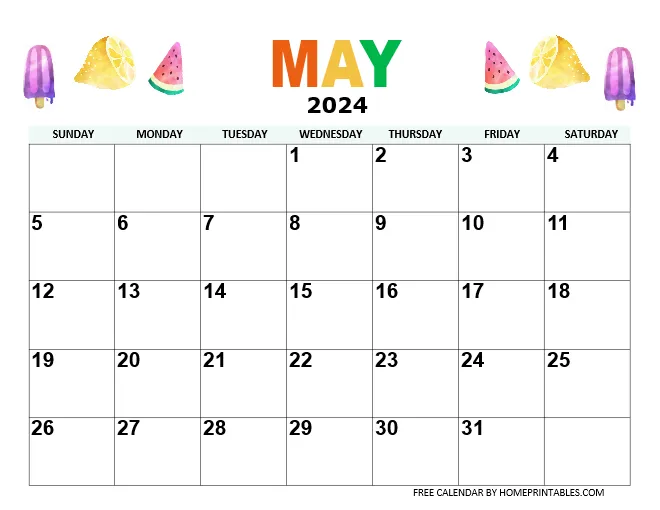 MAY
2024
SUNDAY MONDAY TUESDAY WEDNESDAY THURSDAY FRIDAY SATURDAY
1 2 3 4
5 6 7 8 9 10 11
12 13 14 15 16 17 18
19 20 21 22 23 24 25
26 27 28 29 30 31
FREE CALENDAR BY HOMEPRINTABLES.COM